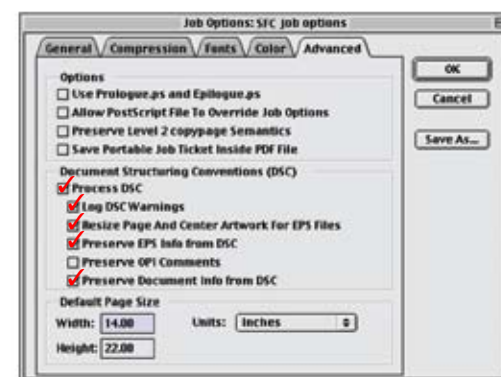 Job Options: SFC job options
General Compression Fonts Color Advanced
Options
Use Prologue.ps and Epilogue.ps
Allow PostScript File To Override Job Options
Preserve Level 2 copypage Semantics
Save Portable Job Ticket Inside PDF File
Document Structuring Conventions (DSC)
Process DSC
Log DSC Warnings
Resize Page And Center Artwork For EPS Files
Preserve EPS Info from DSC
Preserve OPI Comments
Preserve Document Info from DSC
Default Page Size
Width: 14.00 Units: Inches
Height: 22.00
OK
Cancel
Save As...